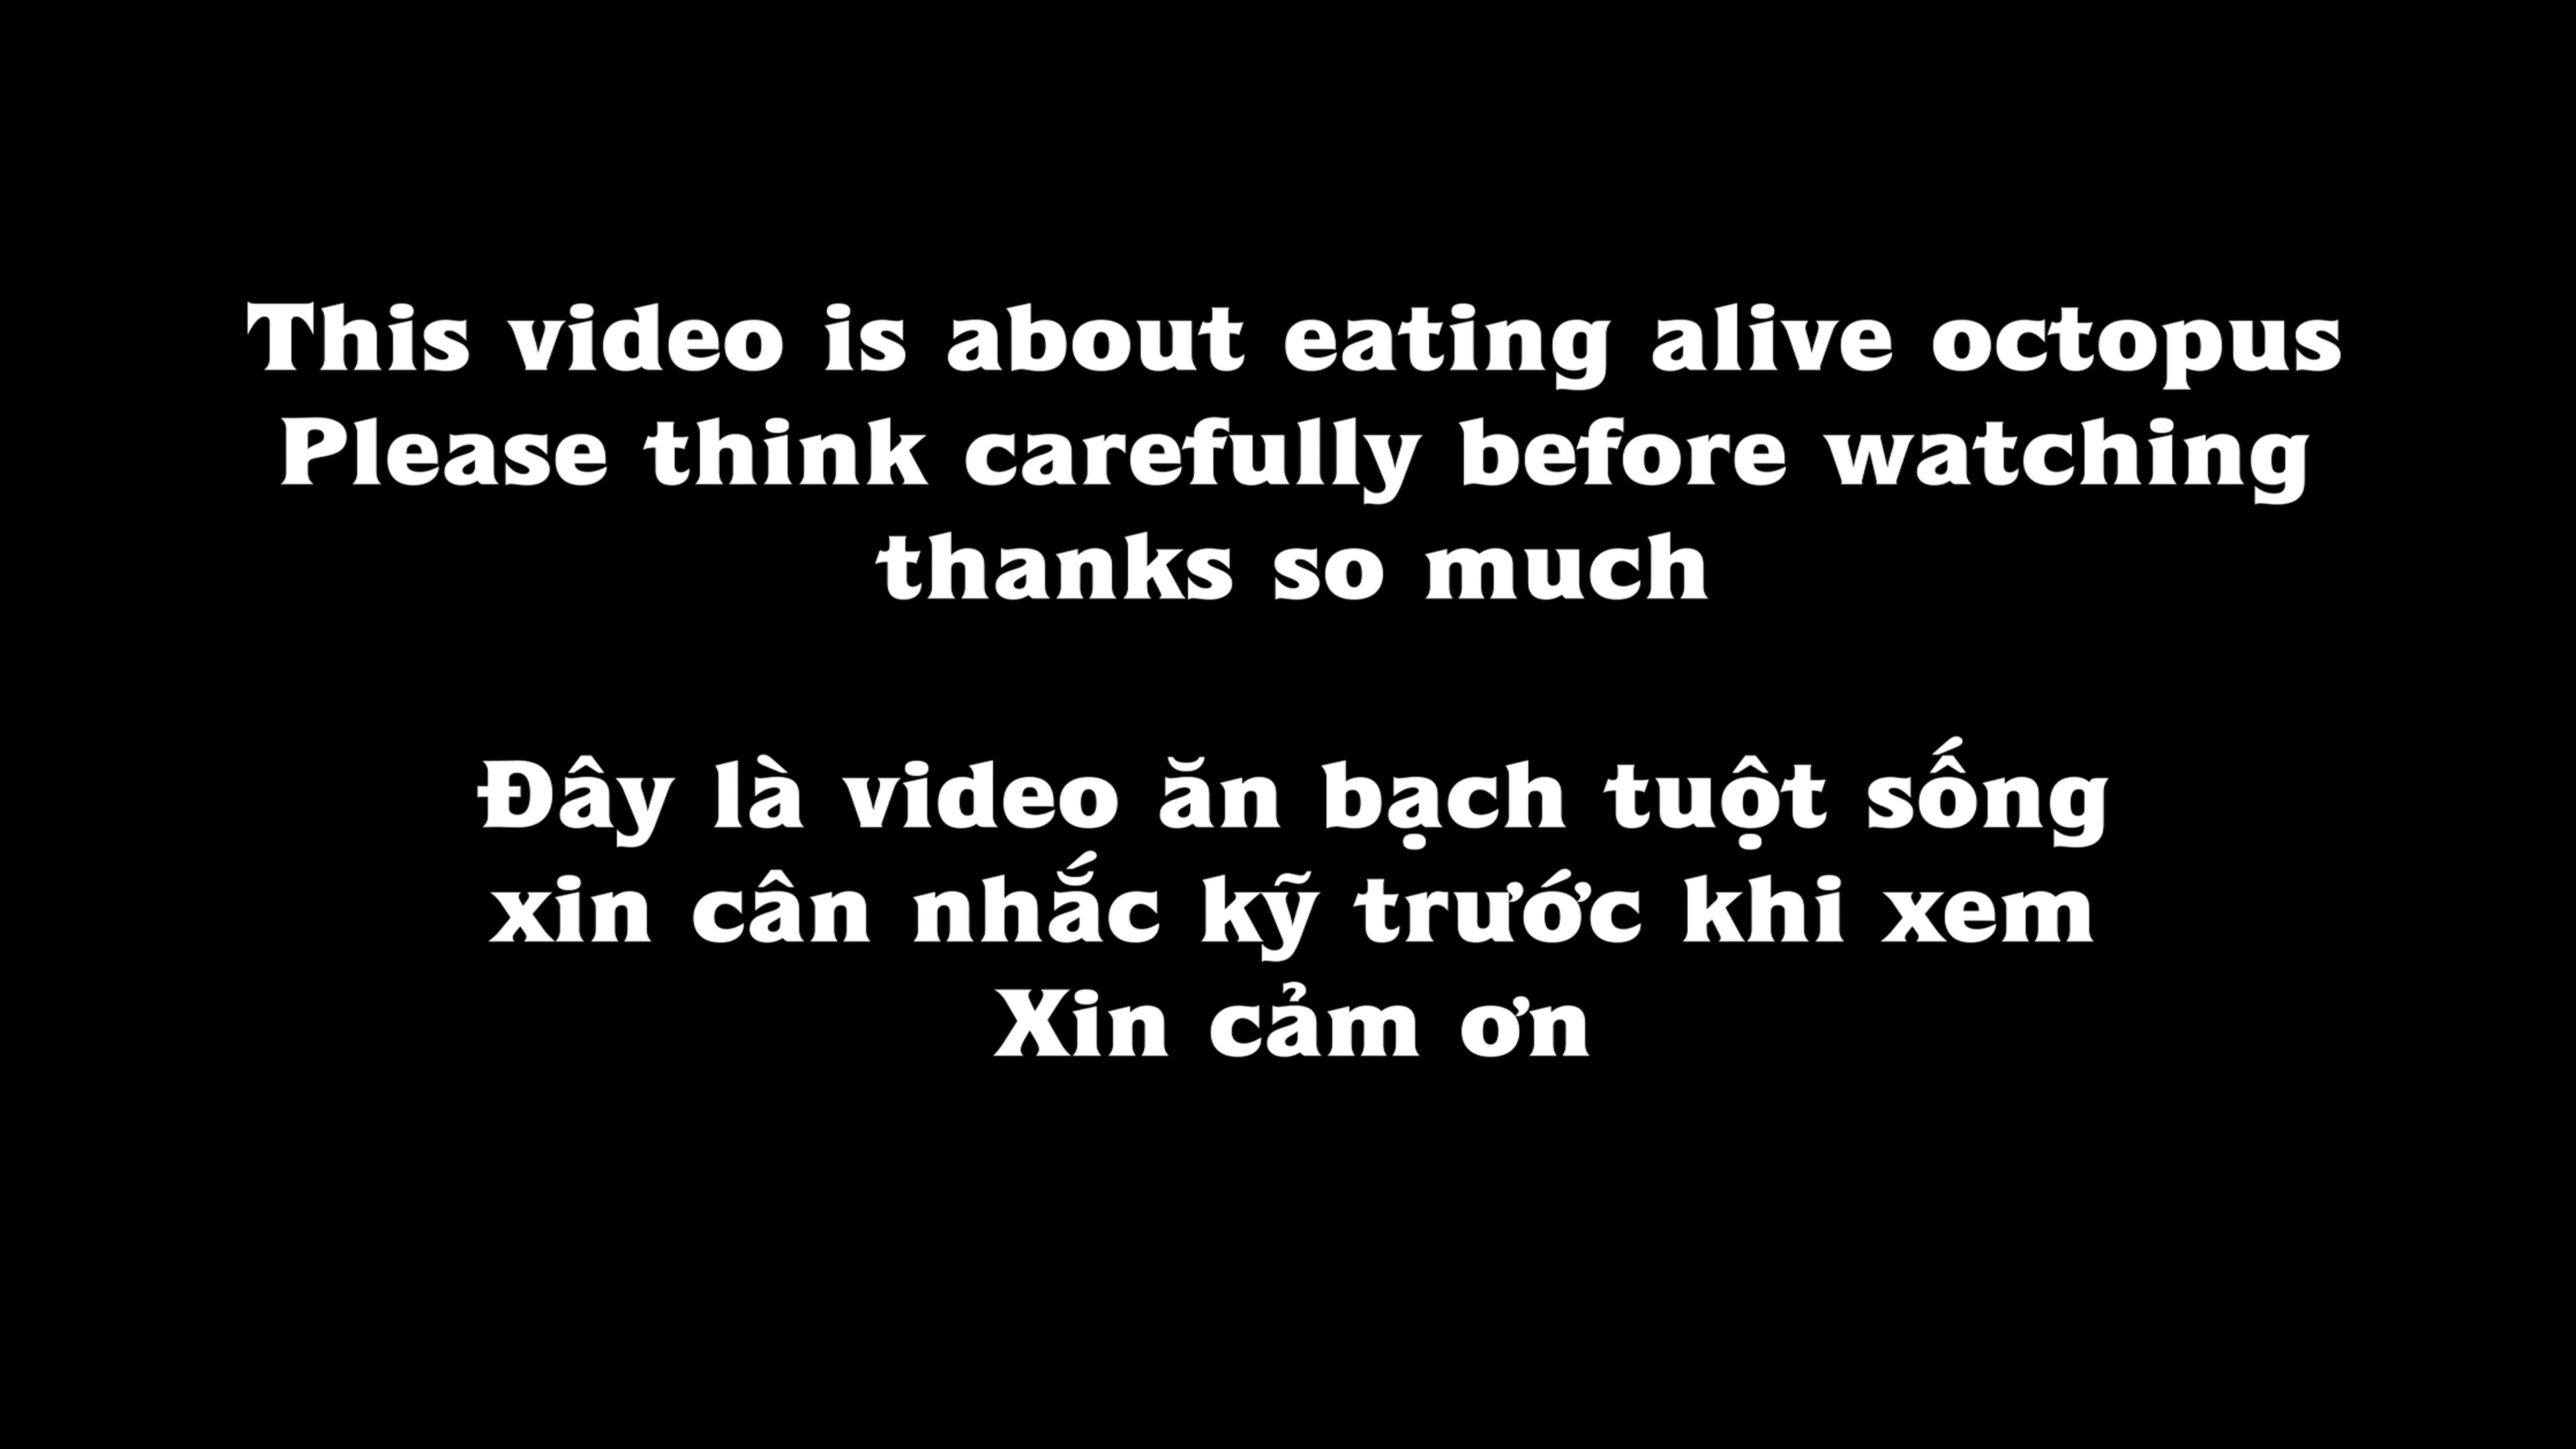 This video is about eating alive octopus
Please think carefully before watching
thanks so much
Đây là video ăn bạch tuột sống
xin cân nhắc kỹ trước khi xem
Xin cảm ơn